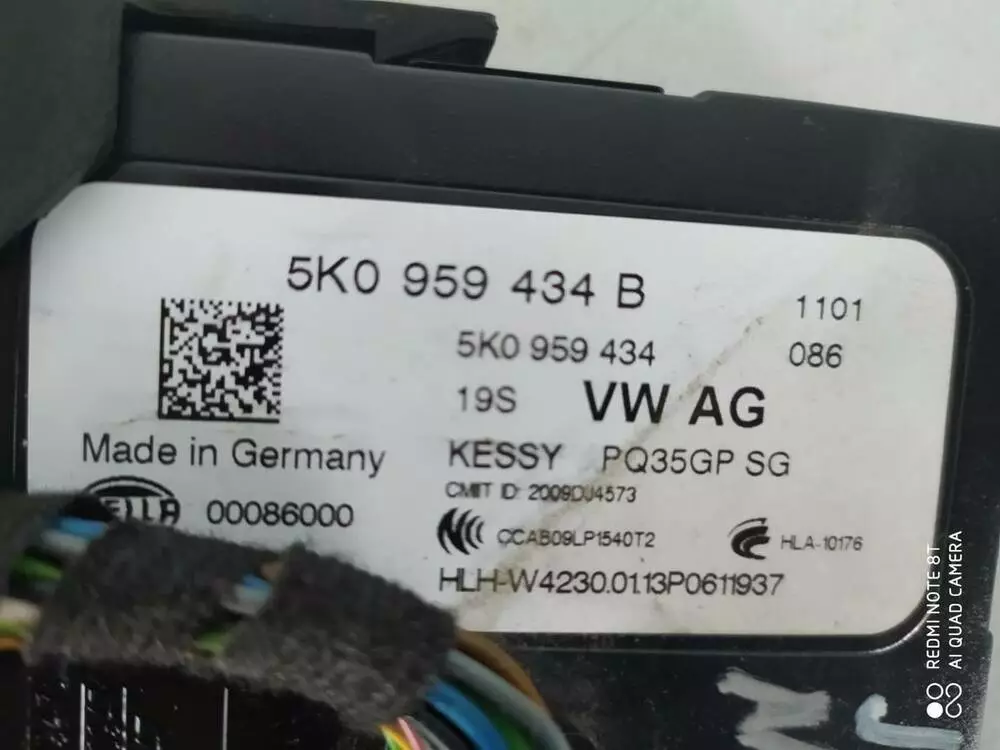 5K0 959 434 B
1101
5K0 959 434
086
19S
VW AG
Made in Germany
KESSY PQ35GP SG
CMIT ID: 2009DJ4573
HELLA 00086000
CCAB09LP1540T2
HLA-10176
HLH-W4230.0113P0611937
REDMI NOTE 8T
AI QUAD CAMERA